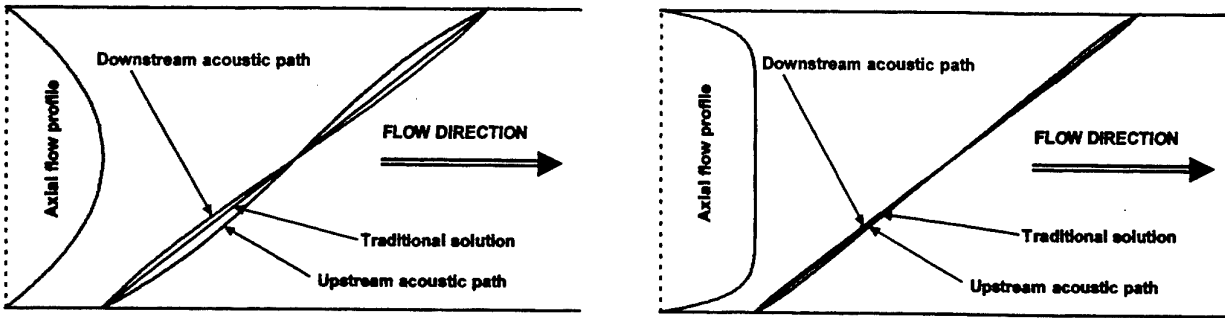 Downstream acoustic path
Axial flow profile
FLOW DIRECTION
Traditional solution
Upstream acoustic path
Downstream acoustic path
Axial flow profile
FLOW DIRECTION
Traditional solution
Upstream acoustic path